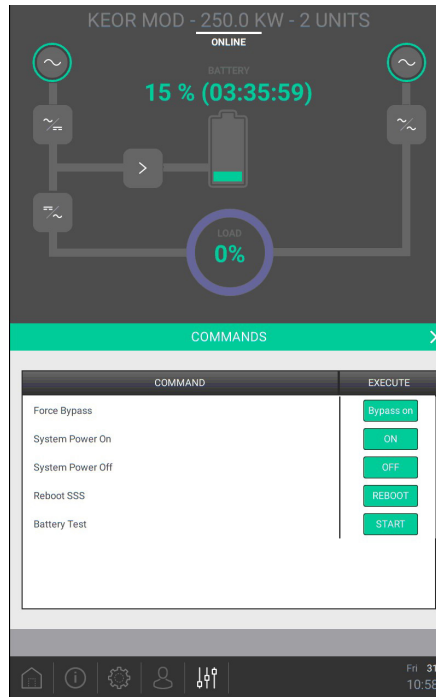 KEOR MOD - 250.0 KW - 2 UNITS
ONLINE
BATTERY
15 % (03:35:59)
LOAD
0%
COMMANDS
COMMAND EXECUTE
Force Bypass Bypass on
System Power On ON
System Power Off OFF
Reboot SSS REBOOT
Battery Test START
Fri 31
10:58